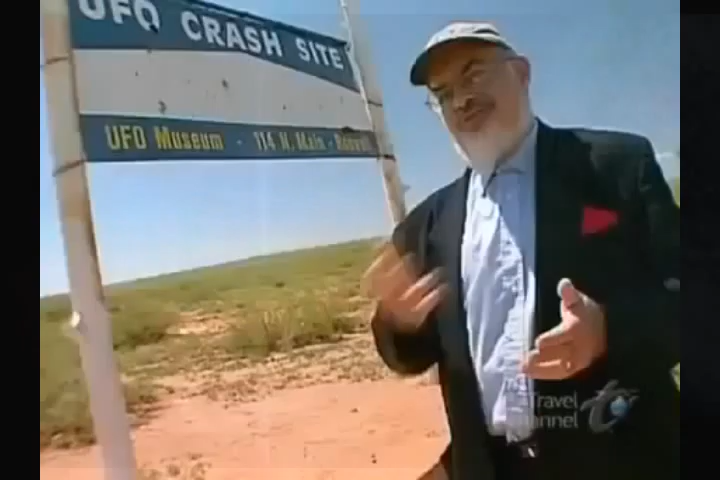 UFO CRASH SITE
UFO MUSEUM - 114 N. MAIN - ROSWELL
Travel
Channel